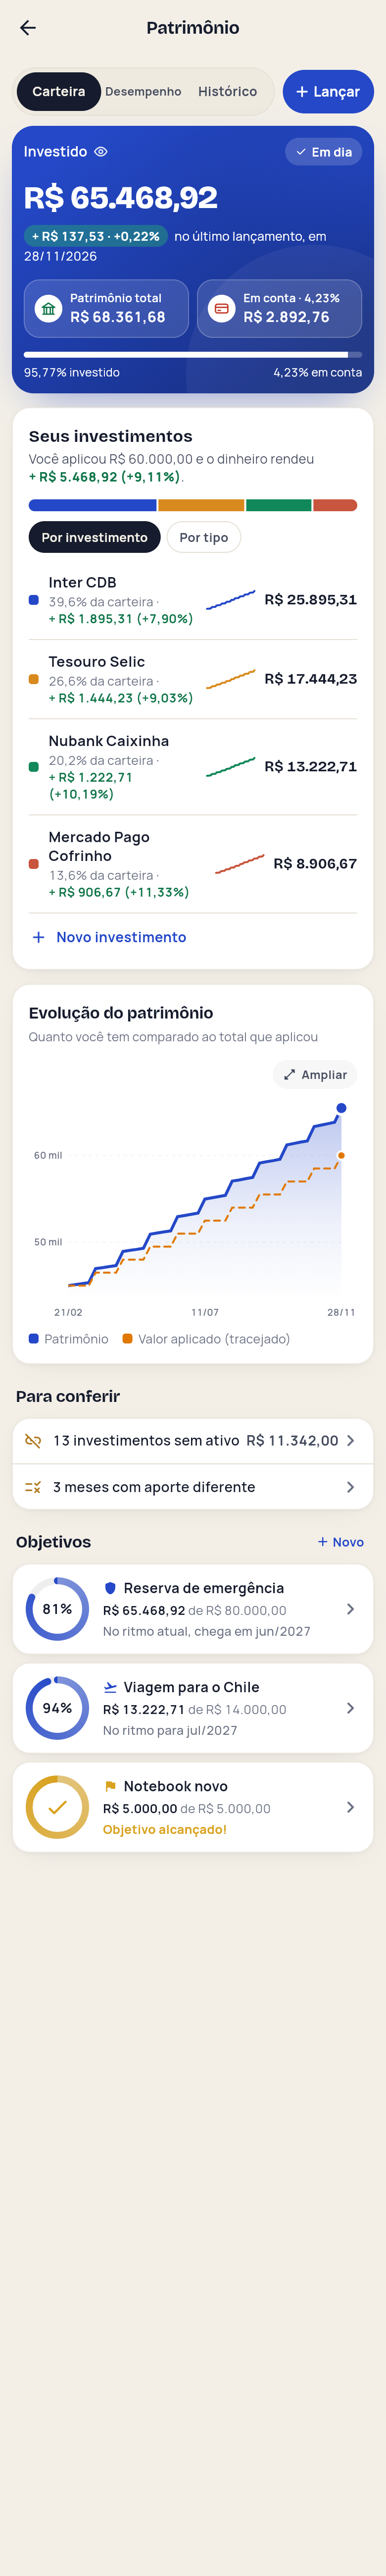 Patrimônio
Carteira Desempenho Histórico + Lançar
Investido Em dia
R$ 65.468,92
+ R$ 137,53 · +0,22% no último lançamento, em
28/11/2026
Patrimônio total
R$ 68.361,68
Em conta · 4,23%
R$ 2.892,76
95,77% investido 4,23% em conta
Seus investimentos
Você aplicou R$ 60.000,00 e o dinheiro rendeu
+ R$ 5.468,92 (+9,11%).
Por investimento Por tipo
Inter CDB
39,6% da carteira ·
+ R$ 1.895,31 (+7,90%)
R$ 25.895,31
Tesouro Selic
26,6% da carteira ·
+ R$ 1.444,23 (+9,03%)
R$ 17.444,23
Nubank Caixinha
20,2% da carteira ·
+ R$ 1.222,71
(+10,19%)
R$ 13.222,71
Mercado Pago
Cofrinho
13,6% da carteira ·
+ R$ 906,67 (+11,33%)
R$ 8.906,67
+ Novo investimento
Evolução do patrimônio
Quanto você tem comparado ao total que aplicou
Ampliar
60 mil
50 mil
21/02 11/07 28/11
Patrimônio Valor aplicado (tracejado)
Para conferir
13 investimentos sem ativo R$ 11.342,00
3 meses com aporte diferente
Objetivos + Novo
81%
Reserva de emergência
R$ 65.468,92 de R$ 80.000,00
No ritmo atual, chega em jun/2027
94%
Viagem para o Chile
R$ 13.222,71 de R$ 14.000,00
No ritmo para jul/2027
Notebook novo
R$ 5.000,00 de R$ 5.000,00
Objetivo alcançado!